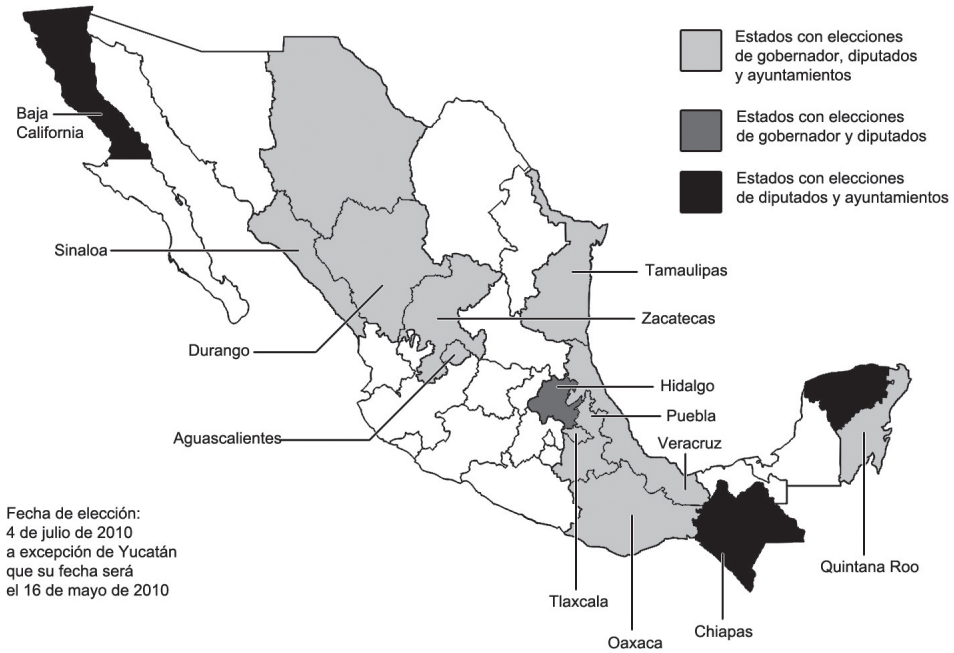 Estados con elecciones
de gobernador, diputados
y ayuntamientos
Estados con elecciones
de gobernador y diputados
Estados con elecciones
de diputados y ayuntamientos
Baja
California
Sinaloa
Durango
Aguascalientes
Tamaulipas
Zacatecas
Hidalgo
Puebla
Veracruz
Quintana Roo
Tlaxcala
Oaxaca
Chiapas
Fecha de elección:
4 de julio de 2010
a excepción de Yucatán
que su fecha será
el 16 de mayo de 2010